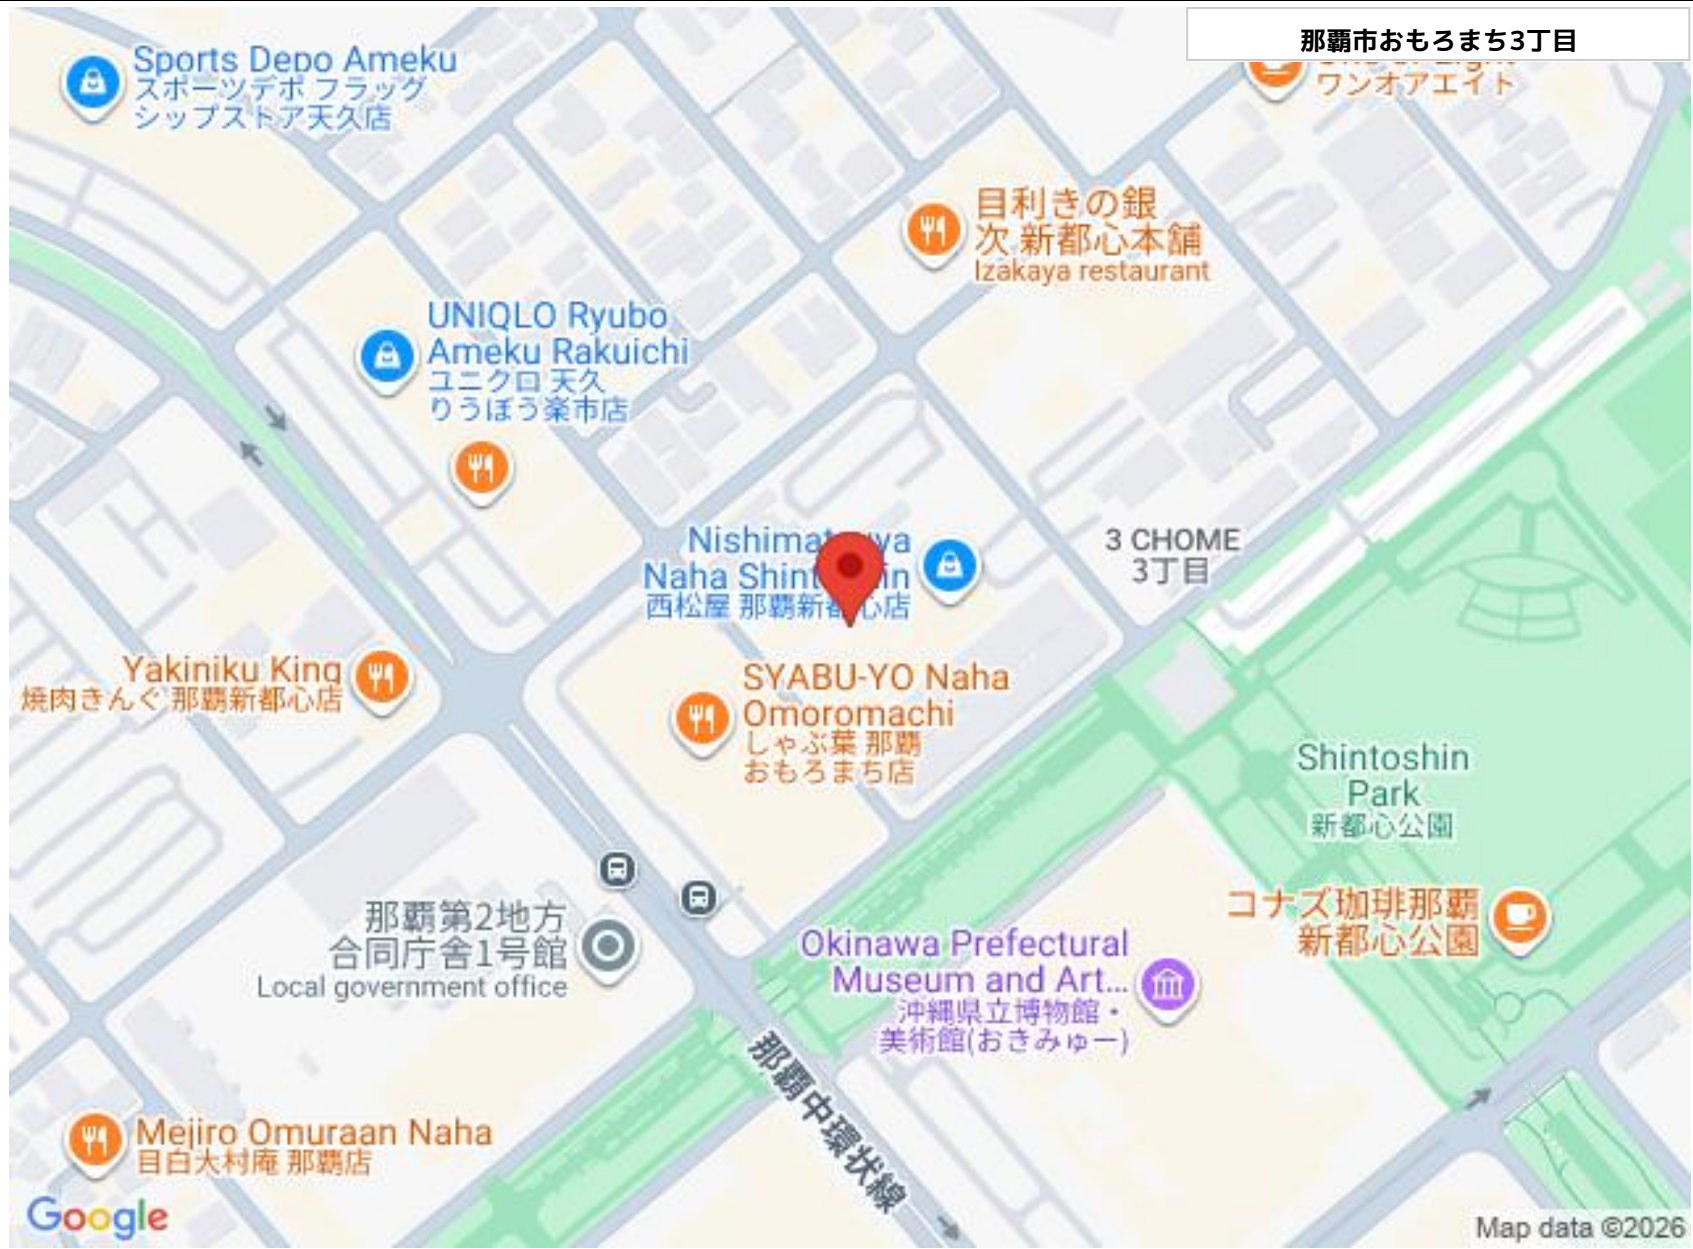 那覇市おもろまち3丁目
Sports Depo Ameku
スポーツデポ フラッグ
シップストア天久店
ワンオアエイト
目利きの銀
次 新都心本舗
Izakaya restaurant
UNIQLO Ryubo
Ameku Rakuichi
ユニクロ 天久
りうぼう楽市店
Nishimatsuya
Naha Shintoshin
西松屋 那覇新都心店
3 CHOME
3丁目
Yakiniku King
焼肉きんぐ 那覇新都心店
SYABU-YO Naha
Omoromachi
しゃぶ葉 那覇
おもろまち店
Shintoshin
Park
新都心公園
那覇第2地方
合同庁舎1号館
Local government office
コナズ珈琲那覇
新都心公園
Okinawa Prefectural
Museum and Art...
沖縄県立博物館・
美術館(おきみゅー)
那覇中環状線
Mejiro Omuraan Naha
目白大村庵 那覇店
Google
Map data ©2026